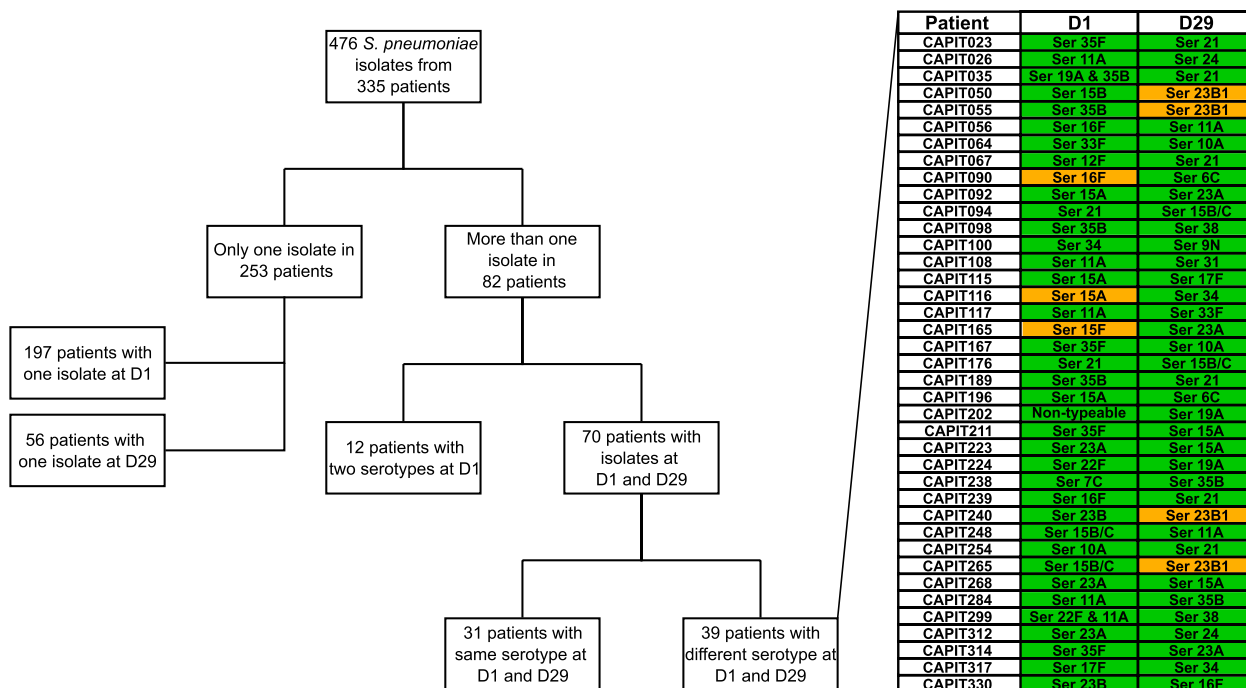 476 S. pneumoniae
isolates from
335 patients
Only one isolate in
253 patients
More than one
isolate in
82 patients
197 patients with
one isolate at D1
56 patients with
one isolate at D29
12 patients with
two serotypes at D1
70 patients with
isolates at
D1 and D29
31 patients with
same serotype at
D1 and D29
39 patients with
different serotype at
D1 and D29
Patient D1 D29
CAPIT023 Ser 35F Ser 21
CAPIT026 Ser 11A Ser 24
CAPIT035 Ser 19A & 35B Ser 21
CAPIT050 Ser 15B Ser 23B1
CAPIT055 Ser 35B Ser 23B1
CAPIT056 Ser 16F Ser 11A
CAPIT064 Ser 33F Ser 10A
CAPIT067 Ser 12F Ser 21
CAPIT090 Ser 16F Ser 6C
CAPIT092 Ser 15A Ser 23A
CAPIT094 Ser 21 Ser 15B/C
CAPIT098 Ser 35B Ser 38
CAPIT100 Ser 34 Ser 9N
CAPIT108 Ser 11A Ser 31
CAPIT115 Ser 15A Ser 17F
CAPIT116 Ser 15A Ser 34
CAPIT117 Ser 11A Ser 33F
CAPIT165 Ser 15F Ser 23A
CAPIT167 Ser 35F Ser 10A
CAPIT176 Ser 21 Ser 15B/C
CAPIT189 Ser 35B Ser 21
CAPIT196 Ser 15A Ser 6C
CAPIT202 Non-typeable Ser 19A
CAPIT211 Ser 35F Ser 15A
CAPIT223 Ser 23A Ser 15A
CAPIT224 Ser 22F Ser 19A
CAPIT238 Ser 7C Ser 35B
CAPIT239 Ser 16F Ser 21
CAPIT240 Ser 23B Ser 23B1
CAPIT248 Ser 15B/C Ser 11A
CAPIT254 Ser 10A Ser 21
CAPIT265 Ser 15B/C Ser 23B1
CAPIT268 Ser 23A Ser 15A
CAPIT284 Ser 11A Ser 35B
CAPIT299 Ser 22F & 11A Ser 38
CAPIT312 Ser 23A Ser 24
CAPIT314 Ser 35F Ser 23A
CAPIT317 Ser 17F Ser 34
CAPIT330 Ser 23B Ser 16F